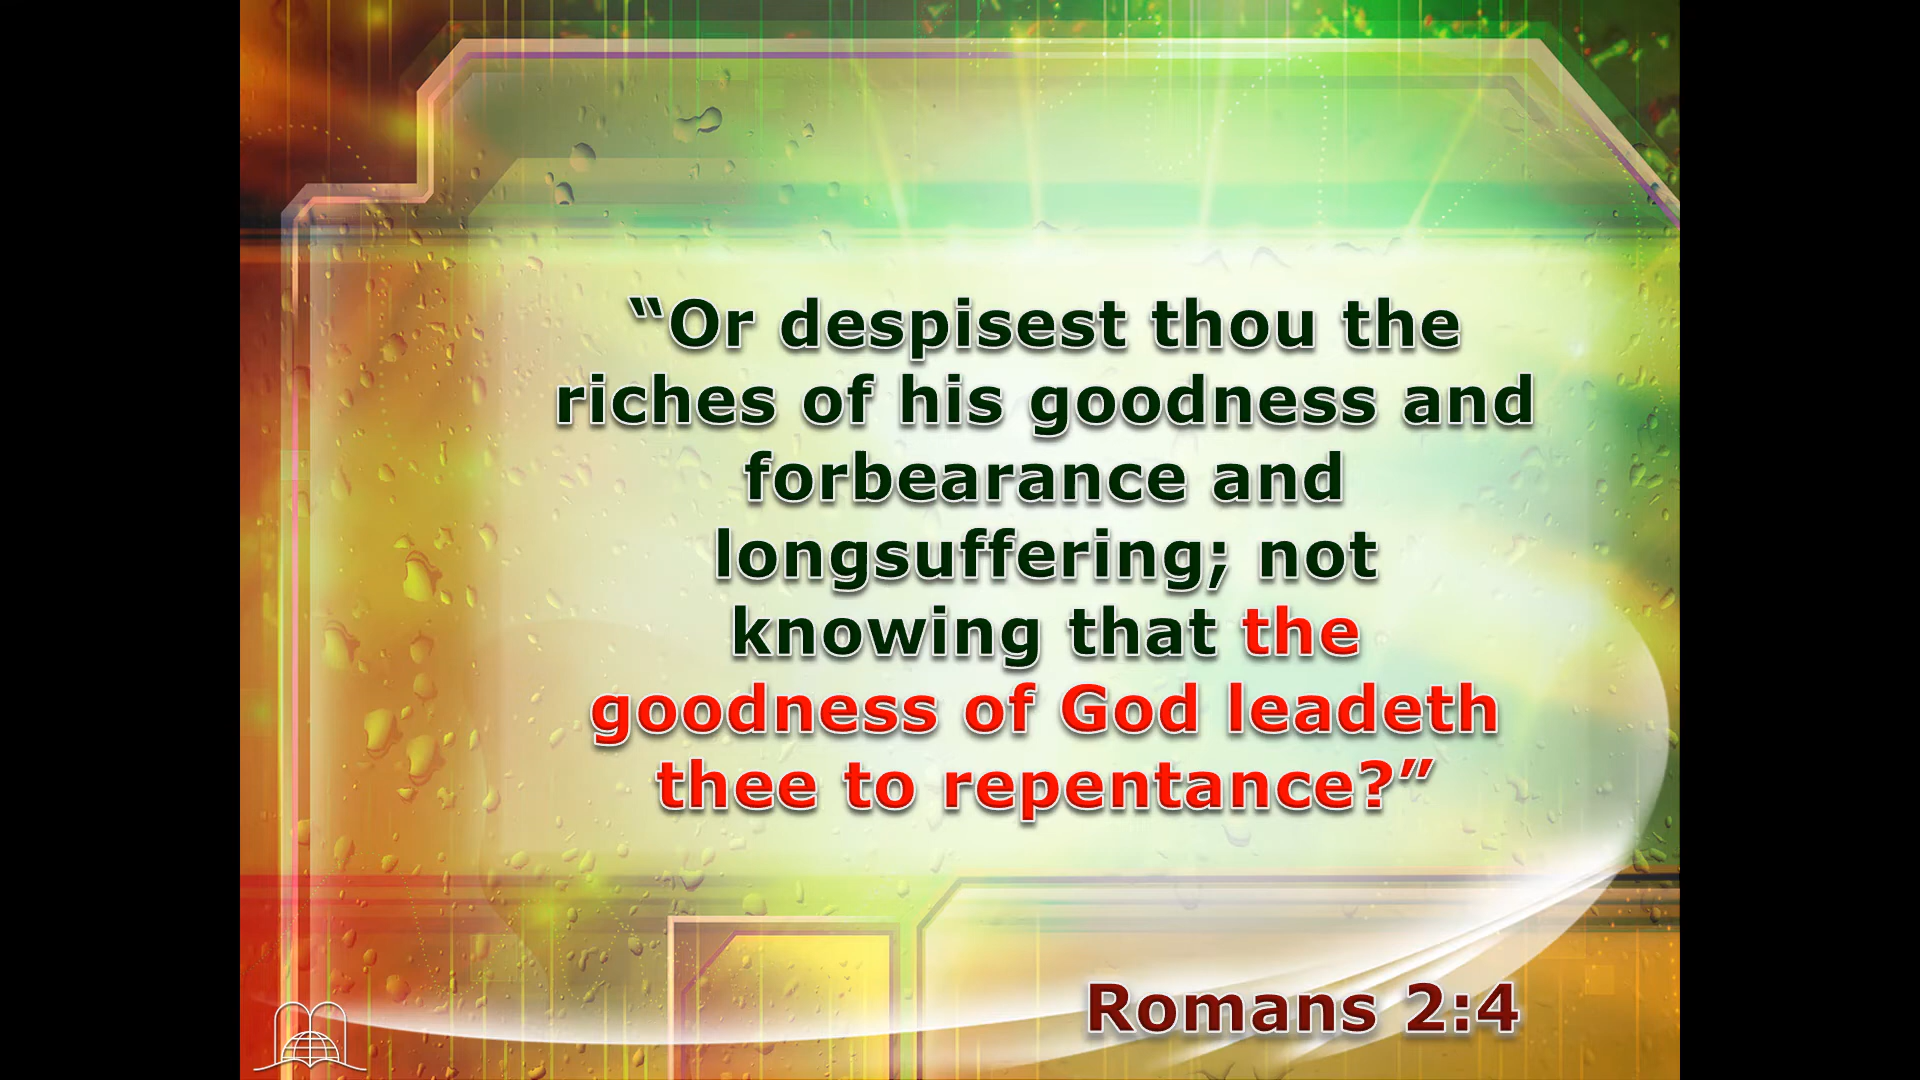 “Or despisest thou the
riches of his goodness and
forbearance and
longsuffering; not
knowing that the
goodness of God leadeth
thee to repentance?”
Romans 2:4